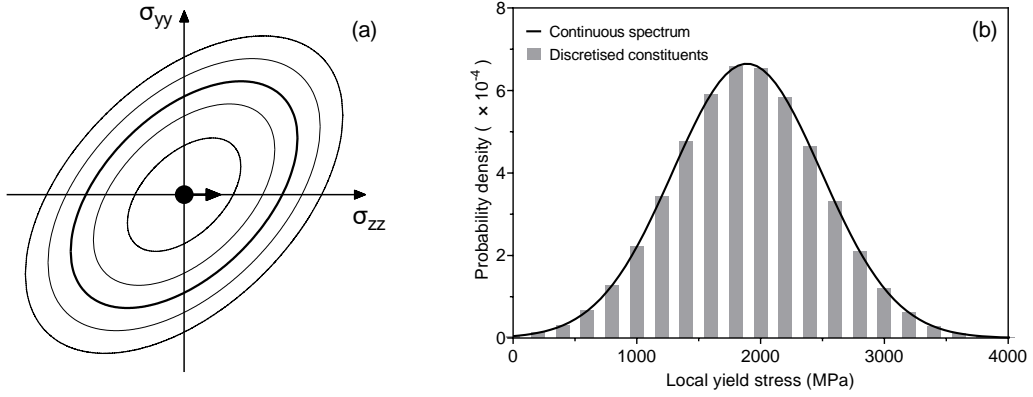 σyy
(a)
σzz
(b)
Continuous spectrum
Discretised constituents
Probability density ( × 10⁻⁴ )
8
6
4
2
0
0 1000 2000 3000 4000
Local yield stress (MPa)